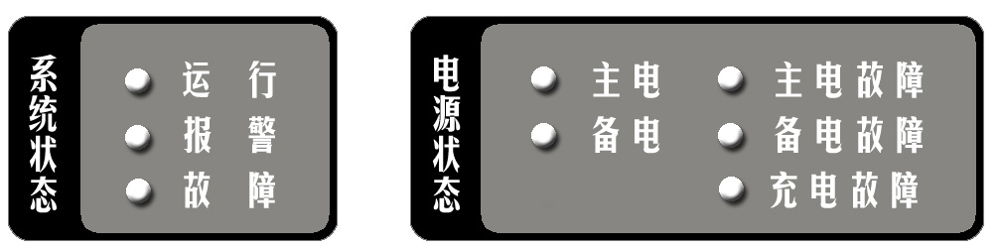 系统状态
运行
报警
故障
电源状态
主电 主电故障
备电 备电故障
充电故障